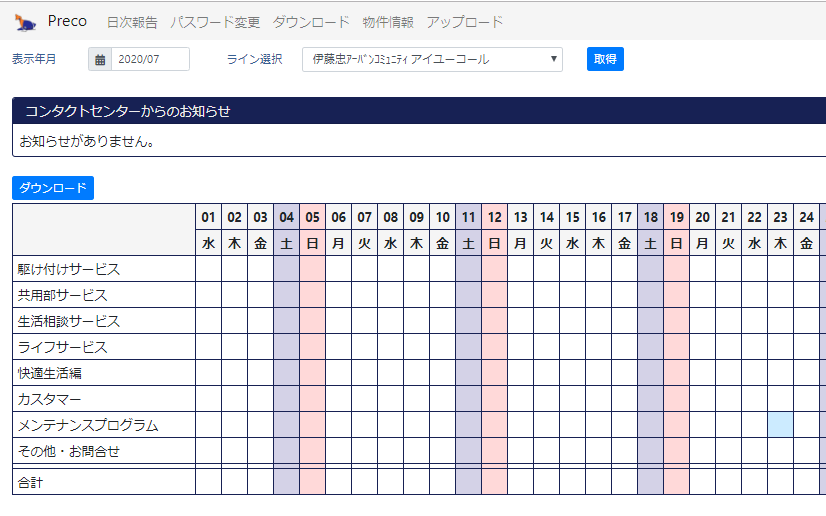 Preco 日次報告 パスワード変更 ダウンロード 物件情報 アップロード
表示年月 2020/07 ライン選択 伊藤忠ｱｰﾊﾞﾝｺﾐｭﾆﾃｨ アイユーコール 取得
コンタクトセンターからのお知らせ
お知らせがありません。
ダウンロード
01 02 03 04 05 06 07 08 09 10 11 12 13 14 15 16 17 18 19 20 21 22 23 24
水 木 金 土 日 月 火 水 木 金 土 日 月 火 水 木 金 土 日 月 火 水 木 金
駆け付けサービス
共用部サービス
生活相談サービス
ライフサービス
快適生活編
カスタマー
メンテナンスプログラム
その他・お問合せ
合計